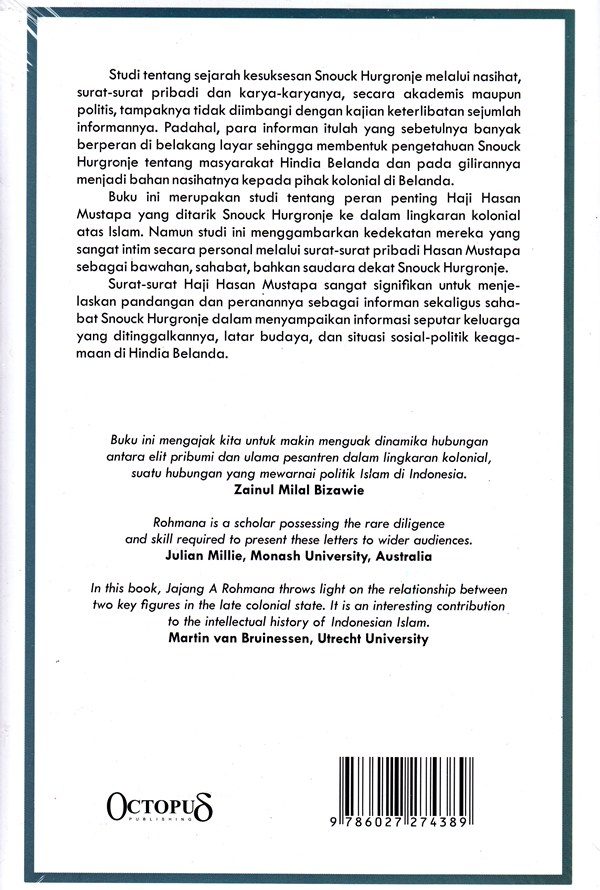 Studi tentang sejarah kesuksesan Snouck Hurgronje melalui nasihat,
surat-surat pribadi dan karya-karyanya, secara akademis maupun
politis, tampaknya tidak diimbangi dengan kajian keterlibatan sejumlah
informannya. Padahal, para informan itulah yang sebetulnya banyak
berperan di belakang layar sehingga membentuk pengetahuan Snouck
Hurgronje tentang masyarakat Hindia Belanda dan pada gilirannya
menjadi bahan nasihatnya kepada pihak kolonial di Belanda.
Buku ini merupakan studi tentang peran penting Haji Hasan
Mustapa yang ditarik Snouck Hurgronje ke dalam lingkaran kolonial
atas Islam. Namun studi ini menggambarkan kedekatan mereka yang
sangat intim secara personal melalui surat-surat pribadi Hasan Mustapa
sebagai bawahan, sahabat, bahkan saudara dekat Snouck Hurgronje.
Surat-surat Haji Hasan Mustapa sangat signifikan untuk menje-
laskan pandangan dan peranannya sebagai informan sekaligus saha-
bat Snouck Hurgronje dalam menyampaikan informasi seputar keluarga
yang ditinggalkannya, latar budaya, dan situasi sosial-politik keaga-
maan di Hindia Belanda.
Buku ini mengajak kita untuk makin menguak dinamika hubungan
antara elit pribumi dan ulama pesantren dalam lingkaran kolonial,
suatu hubungan yang mewarnai politik Islam di Indonesia.
Zainul Milal Bizawie
Rohmana is a scholar possessing the rare diligence
and skill required to present these letters to wider audiences.
Julian Millie, Monash University, Australia
In this book, Jajang A Rohmana throws light on the relationship between
two key figures in the late colonial state. It is an interesting contribution
to the intellectual history of Indonesian Islam.
Martin van Bruinessen, Utrecht University
OCTOPUS
PUBLISHING
9 786027 274389